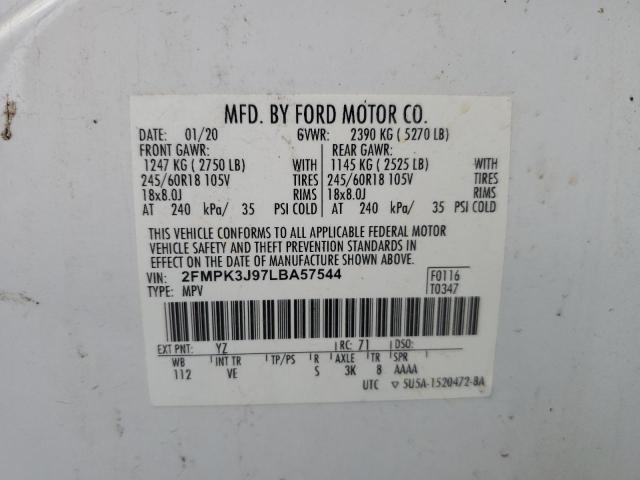 MFD. BY FORD MOTOR CO.
DATE: 01/20 GVWR: 2390 KG ( 5270 LB)
FRONT GAWR: REAR GAWR:
1247 KG ( 2750 LB) WITH 1145 KG ( 2525 LB) WITH
245/60R18 105V TIRES 245/60R18 105V TIRES
18x8.0J RIMS 18x8.0J RIMS
AT 240 kPa/ 35 PSI COLD AT 240 kPa/ 35 PSI COLD
THIS VEHICLE CONFORMS TO ALL APPLICABLE FEDERAL MOTOR
VEHICLE SAFETY AND THEFT PREVENTION STANDARDS IN
EFFECT ON THE DATE OF MANUFACTURE SHOWN ABOVE.
VIN: 2FMPK3J97LBA57544 F0116
TYPE: MPV T0347
EXT PNT: YZ RC: 71 DSO:
WB INT TR TP/PS R AXLE TR SPR
112 VE S 3K 8 AAAA
UTC ▽ 5U5A-1520472-BA